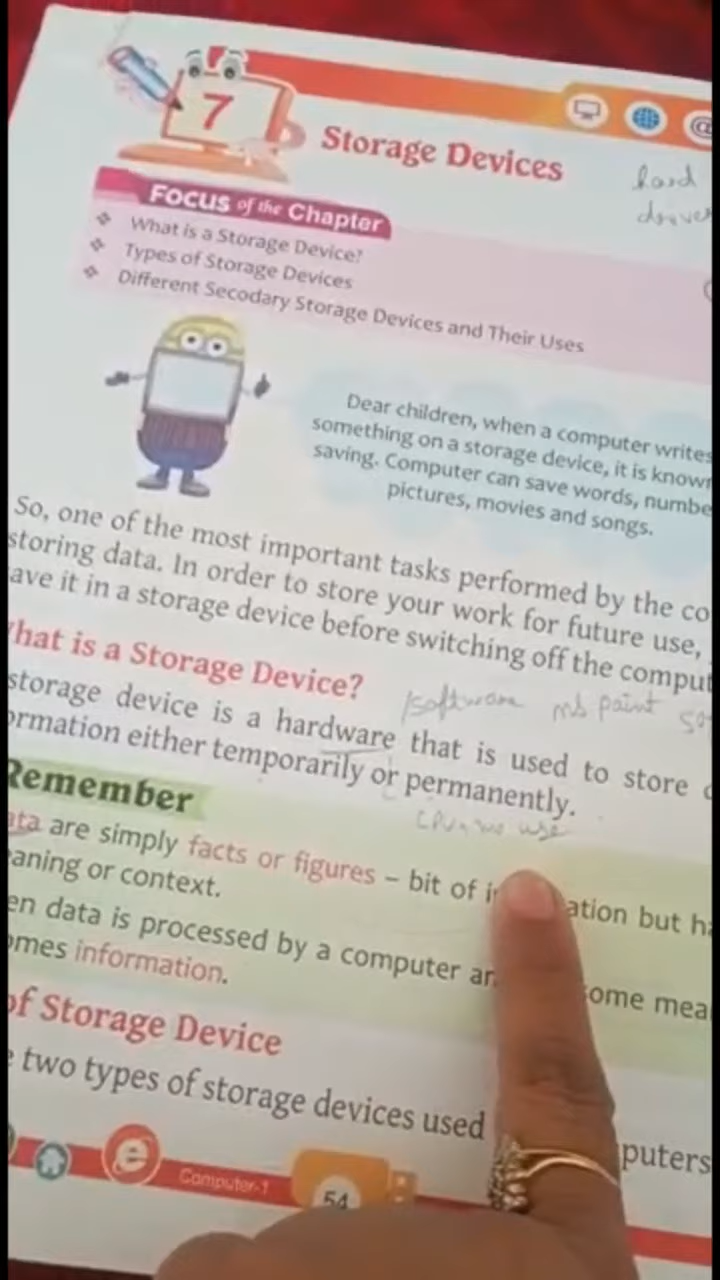 7
Storage Devices
hard
Focus of the Chapter
What is a Storage Device?
Types of Storage Devices
Different Secodary Storage Devices and Their Uses
Dear children, when a computer writes
something on a storage device, it is known
saving. Computer can save words, numbe
pictures, movies and songs.
So, one of the most important tasks performed by the co
storing data. In order to store your work for future use,
ave it in a storage device before switching off the comput
hat is a Storage Device?
software ms paint
storage device is a hardware that is used to store
ormation either temporarily or permanently.
use
Remember
ata are simply facts or figures – bit of in ation but ha
aning or context.
en data is processed by a computer an ome mea
omes information.
of Storage Device
two types of storage devices used puters
Computer-1
54